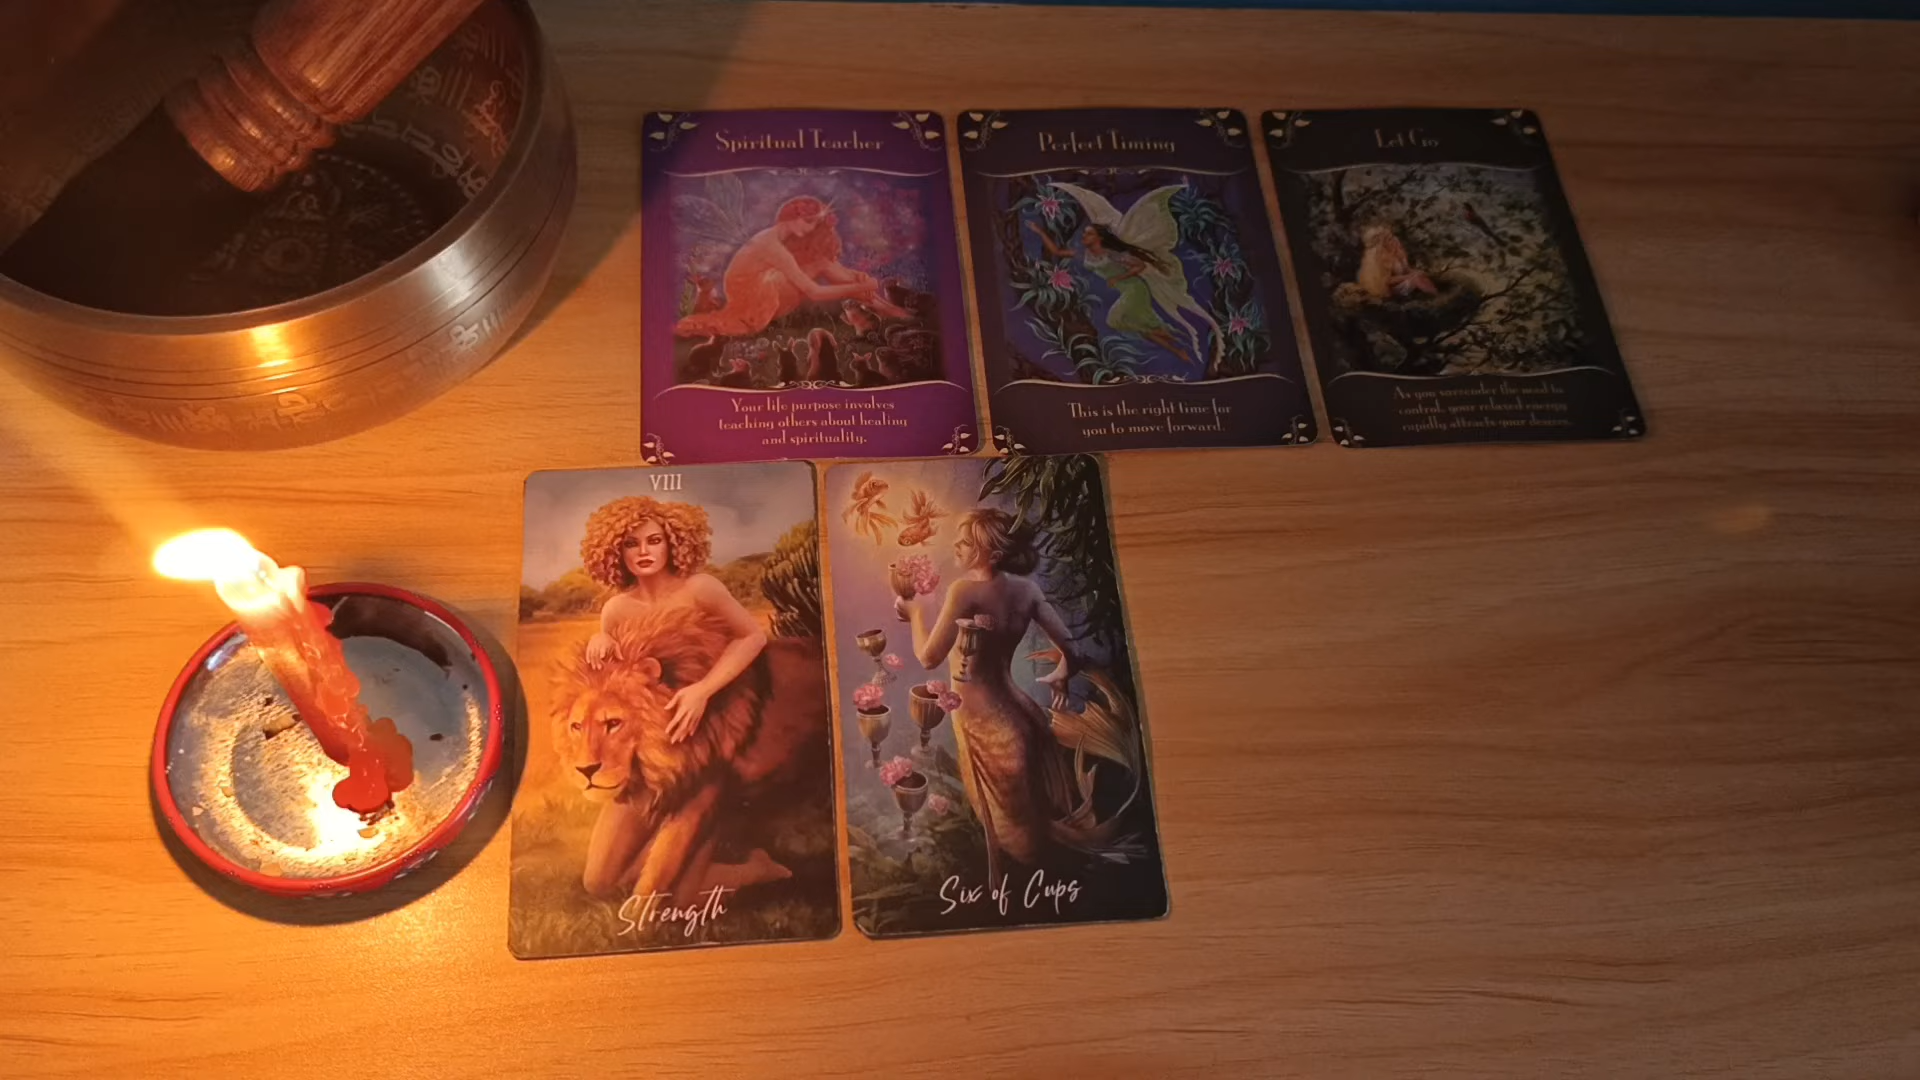 Spiritual Teacher
Your life purpose involves
teaching others about healing
and spirituality.
Perfect Timing
This is the right time for
you to move forward.
Let Go
As you surrender the need to
control, your relaxed energy
rapidly attracts your desires.
VIII
Strength
Six of Cups